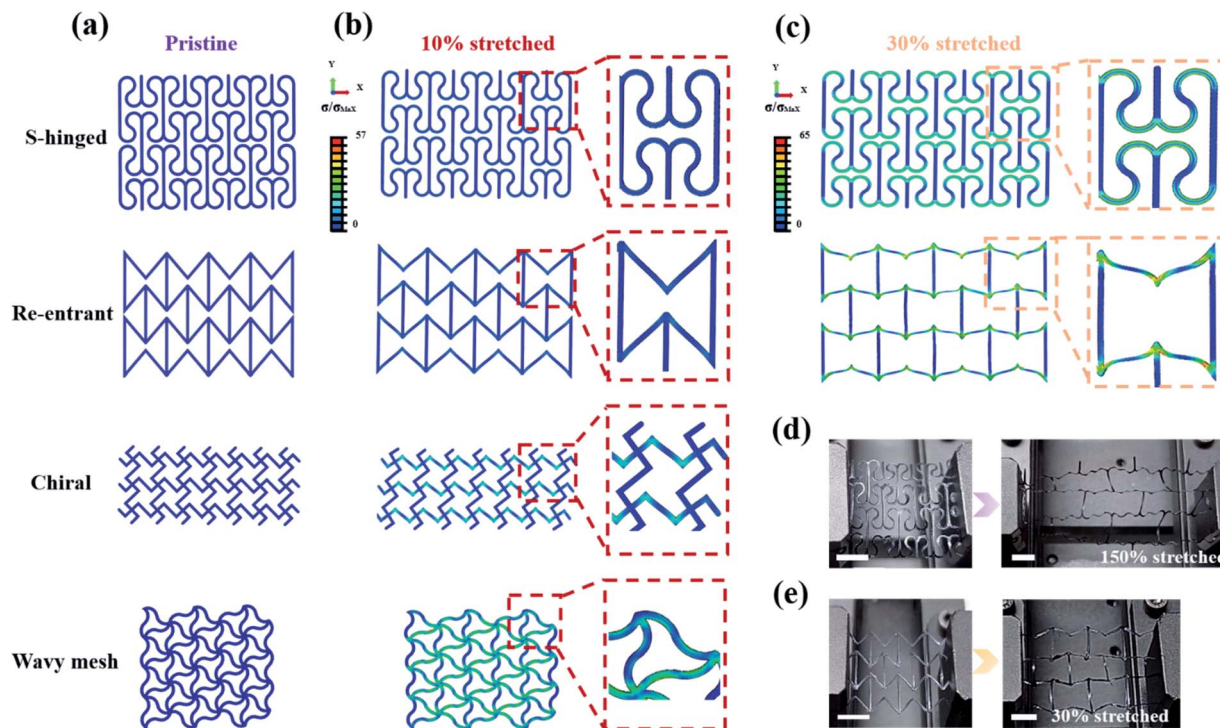 (a)
Pristine
(b)
10% stretched
(c)
30% stretched
Y
X
σ/σMaX
57
0
Y
X
σ/σMaX
65
0
S-hinged
Re-entrant
Chiral
Wavy mesh
(d)
150% stretched
(e)
30% stretched